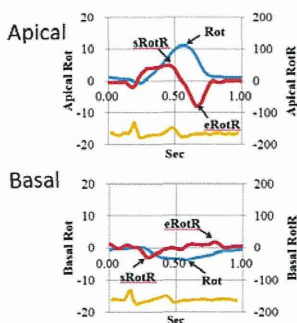 Apical
20 200
10 100
0 0
-10 -100
-20 -200
0.00 0.50 1.00
Sec
Apical Rot
Apical RotR
sRotR
Rot
eRotR
Basal
20 200
10 100
0 0
-10 -100
-20 -200
0.00 0.50 1.00
Sec
Basal Rot
Basal RotR
eRotR
sRotR
Rot